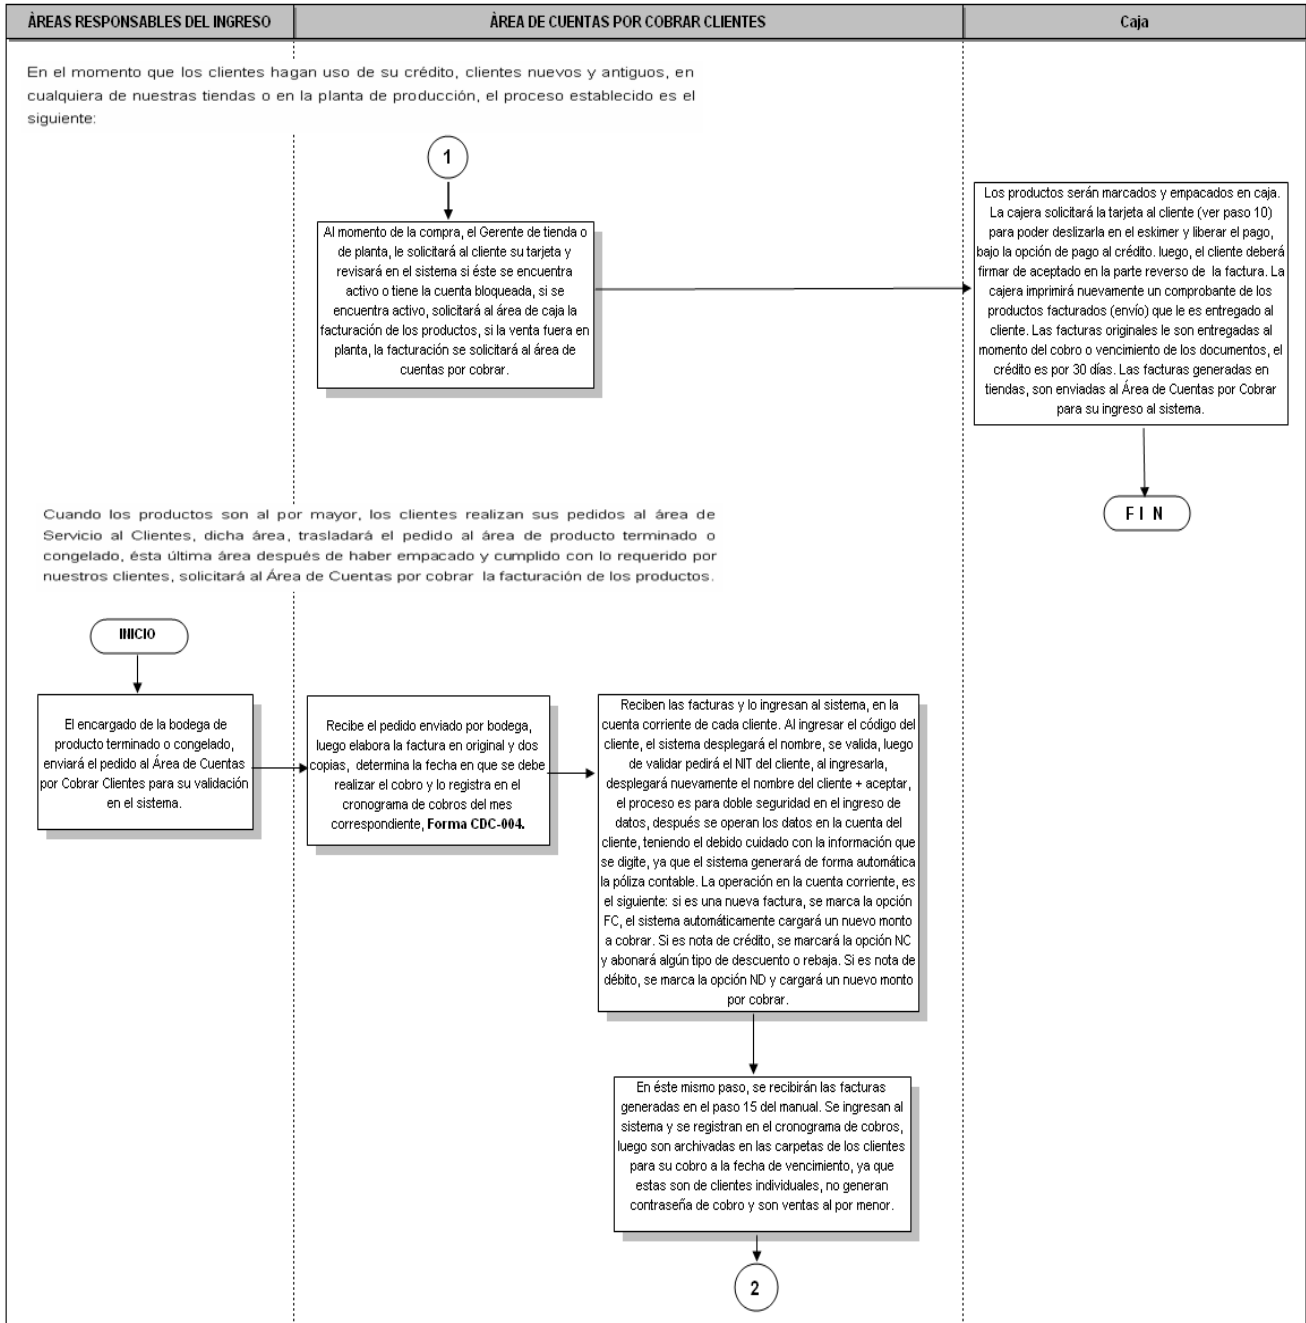 ÀREAS RESPONSABLES DEL INGRESO
ÀREA DE CUENTAS POR COBRAR CLIENTES
Caja
En el momento que los clientes hagan uso de su crédito, clientes nuevos y antiguos, en
cualquiera de nuestras tiendas o en la planta de producción, el proceso establecido es el
siguiente:
1
Al momento de la compra, el Gerente de tienda o
de planta, le solicitará al cliente su tarjeta y
revisará en el sistema si éste se encuentra
activo o tiene la cuenta bloqueada, si se
encuentra activo, solicitará al área de caja la
facturación de los productos, si la venta fuera en
planta, la facturación se solicitará al área de
cuentas por cobrar.
Los productos serán marcados y empacados en caja.
La cajera solicitará la tarjeta al cliente (ver paso 10)
para poder deslizarla en el eskimer y liberar el pago,
bajo la opción de pago al crédito. luego, el cliente deberá
firmar de aceptado en la parte reverso de la factura. La
cajera imprimirá nuevamente un comprobante de los
productos facturados (envío) que le es entregado al
cliente. Las facturas originales le son entregadas al
momento del cobro o vencimiento de los documentos, el
crédito es por 30 días. Las facturas generadas en
tiendas, son enviadas al Área de Cuentas por Cobrar
para su ingreso al sistema.
F I N
Cuando los productos son al por mayor, los clientes realizan sus pedidos al área de
Servicio al Clientes, dicha área, trasladará el pedido al área de producto terminado o
congelado, ésta última área después de haber empacado y cumplido con lo requerido por
nuestros clientes, solicitará al Área de Cuentas por cobrar la facturación de los productos.
INICIO
El encargado de la bodega de
producto terminado o congelado,
enviará el pedido al Área de Cuentas
por Cobrar Clientes para su validación
en el sistema.
Recibe el pedido enviado por bodega,
luego elabora la factura en original y dos
copias, determina la fecha en que se debe
realizar el cobro y lo registra en el
cronograma de cobros del mes
correspondiente, Forma CDC-004.
Reciben las facturas y lo ingresan al sistema, en la
cuenta corriente de cada cliente. Al ingresar el código del
cliente, el sistema desplegará el nombre, se valida, luego
de validar pedirá el NIT del cliente, al ingresarla,
desplegará nuevamente el nombre del cliente + aceptar,
el proceso es para doble seguridad en el ingreso de
datos, después se operan los datos en la cuenta del
cliente, teniendo el debido cuidado con la información que
se digite, ya que el sistema generará de forma automática
la póliza contable. La operación en la cuenta corriente, es
el siguiente: si es una nueva factura, se marca la opción
FC, el sistema automáticamente cargará un nuevo monto
a cobrar. Si es nota de crédito, se marcará la opción NC
y abonará algún tipo de descuento o rebaja. Si es nota de
débito, se marca la opción ND y cargará un nuevo monto
por cobrar.
En éste mismo paso, se recibirán las facturas
generadas en el paso 15 del manual. Se ingresan al
sistema y se registran en el cronograma de cobros,
luego son archivadas en las carpetas de los clientes
para su cobro a la fecha de vencimiento, ya que
estas son de clientes individuales, no generan
contraseña de cobro y son ventas al por menor.
2